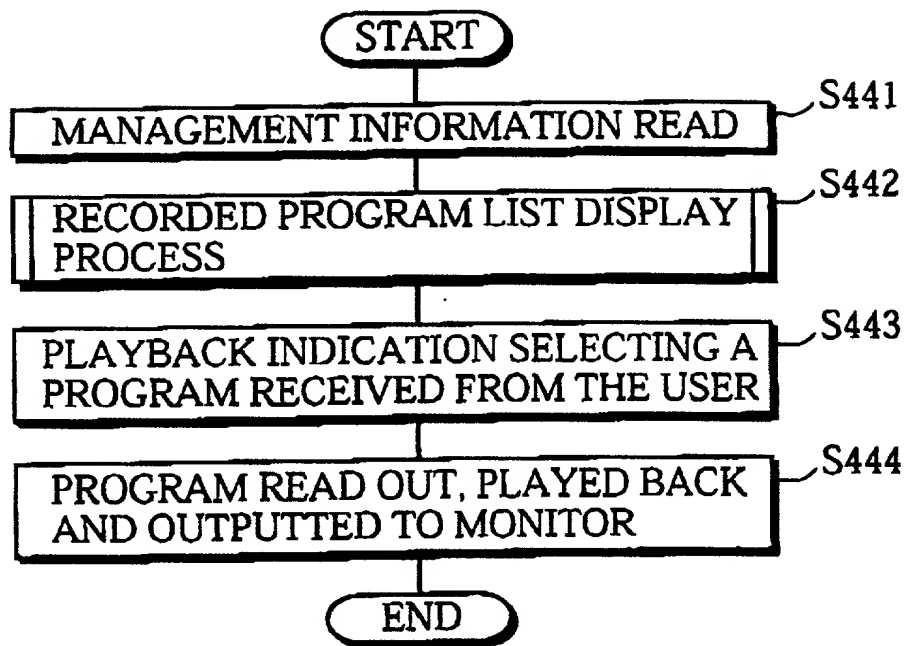 START
S441
MANAGEMENT INFORMATION READ
S442
RECORDED PROGRAM LIST DISPLAY
PROCESS
S443
PLAYBACK INDICATION SELECTING A
PROGRAM RECEIVED FROM THE USER
S444
PROGRAM READ OUT, PLAYED BACK
AND OUTPUTTED TO MONITOR
END